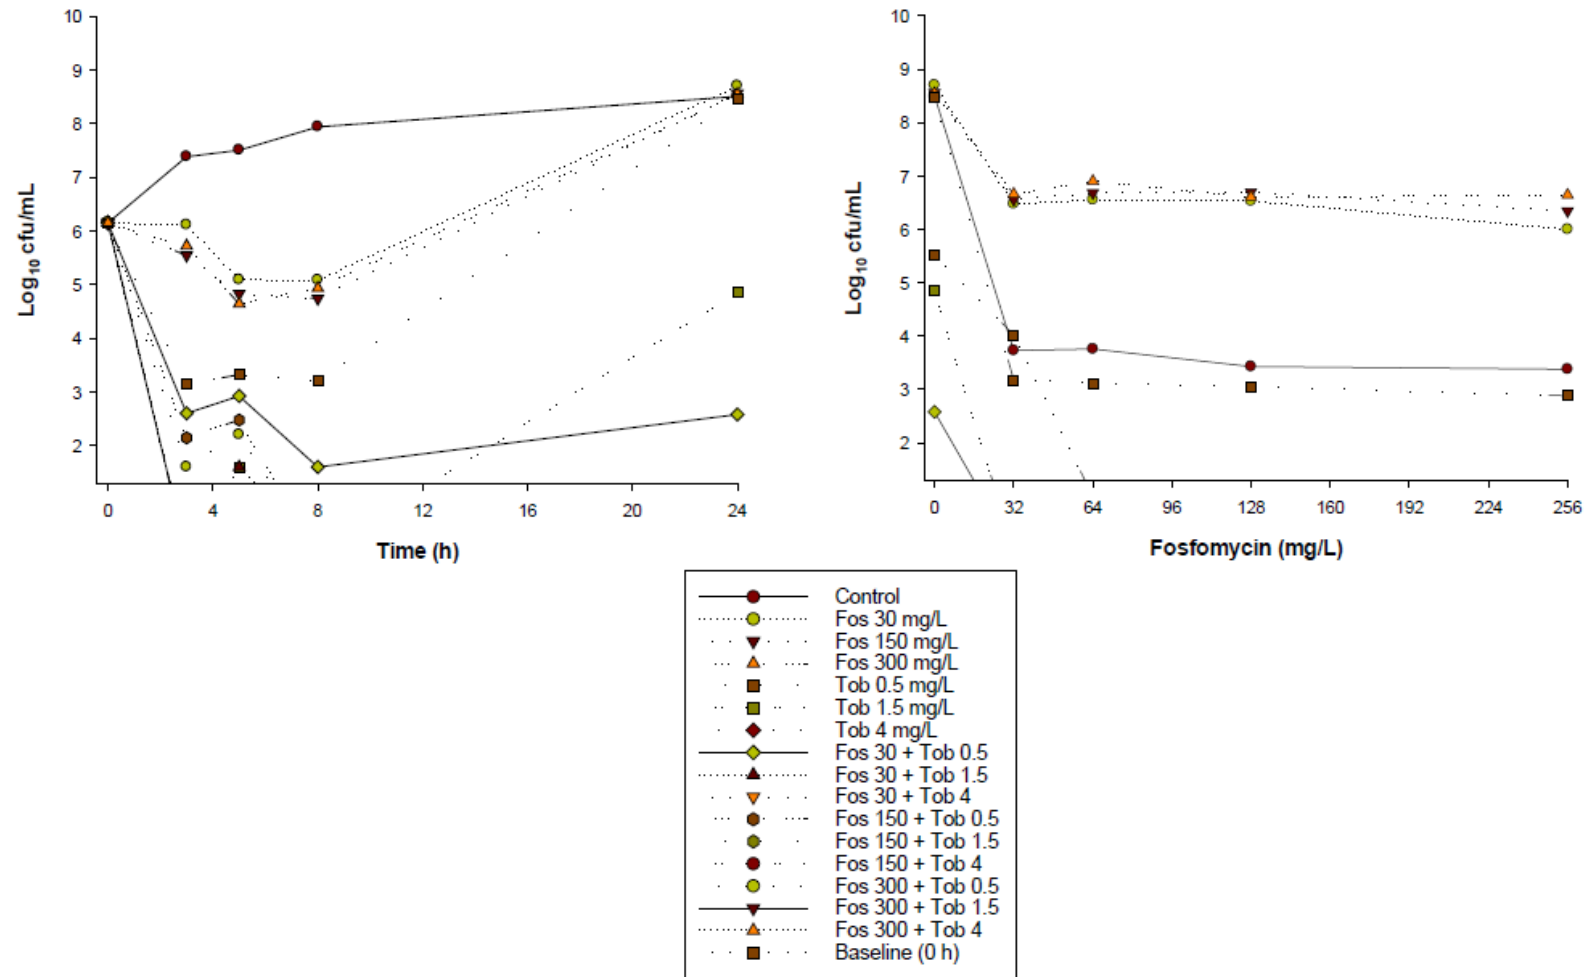 10
9
8
7
6
5
4
3
2
Log10 cfu/mL
0 4 8 12 16 20 24
Time (h)
10
9
8
7
6
5
4
3
2
Log10 cfu/mL
0 32 64 96 128 160 192 224 256
Fosfomycin (mg/L)
Control
Fos 30 mg/L
Fos 150 mg/L
Fos 300 mg/L
Tob 0.5 mg/L
Tob 1.5 mg/L
Tob 4 mg/L
Fos 30 + Tob 0.5
Fos 30 + Tob 1.5
Fos 30 + Tob 4
Fos 150 + Tob 0.5
Fos 150 + Tob 1.5
Fos 150 + Tob 4
Fos 300 + Tob 0.5
Fos 300 + Tob 1.5
Fos 300 + Tob 4
Baseline (0 h)